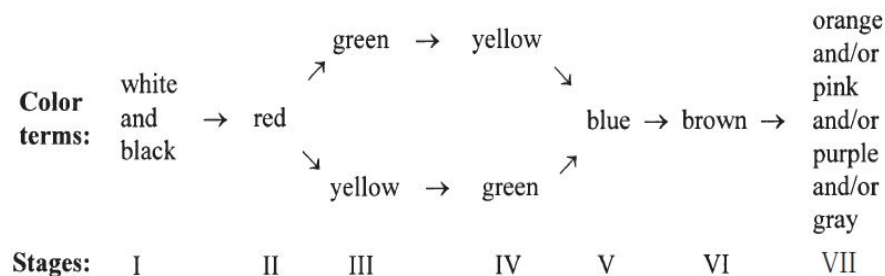 Color terms:
white and black
→ red
↗ green → yellow ↘
↘ yellow → green ↗
blue → brown →
orange and/or pink and/or purple and/or gray
Stages: I II III IV V VI VII